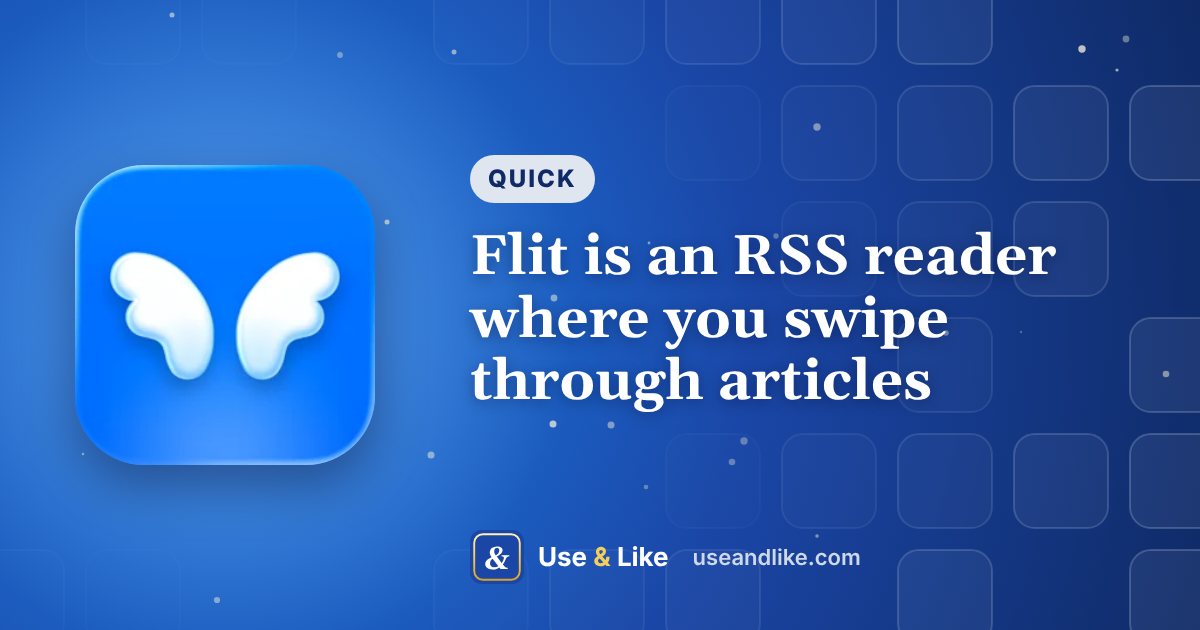 QUICK
Flit is an RSS reader
where you swipe
through articles
& Use & Like useandlike.com